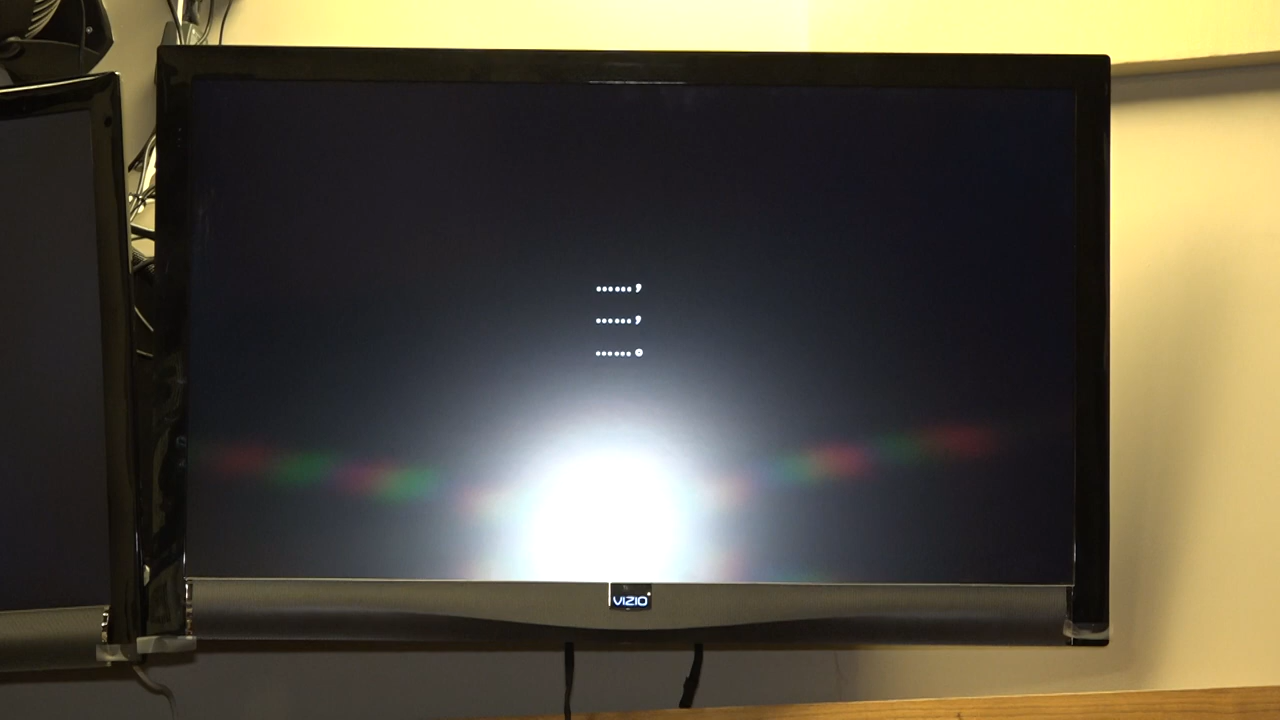 ……,
……,
……。
VIZIO